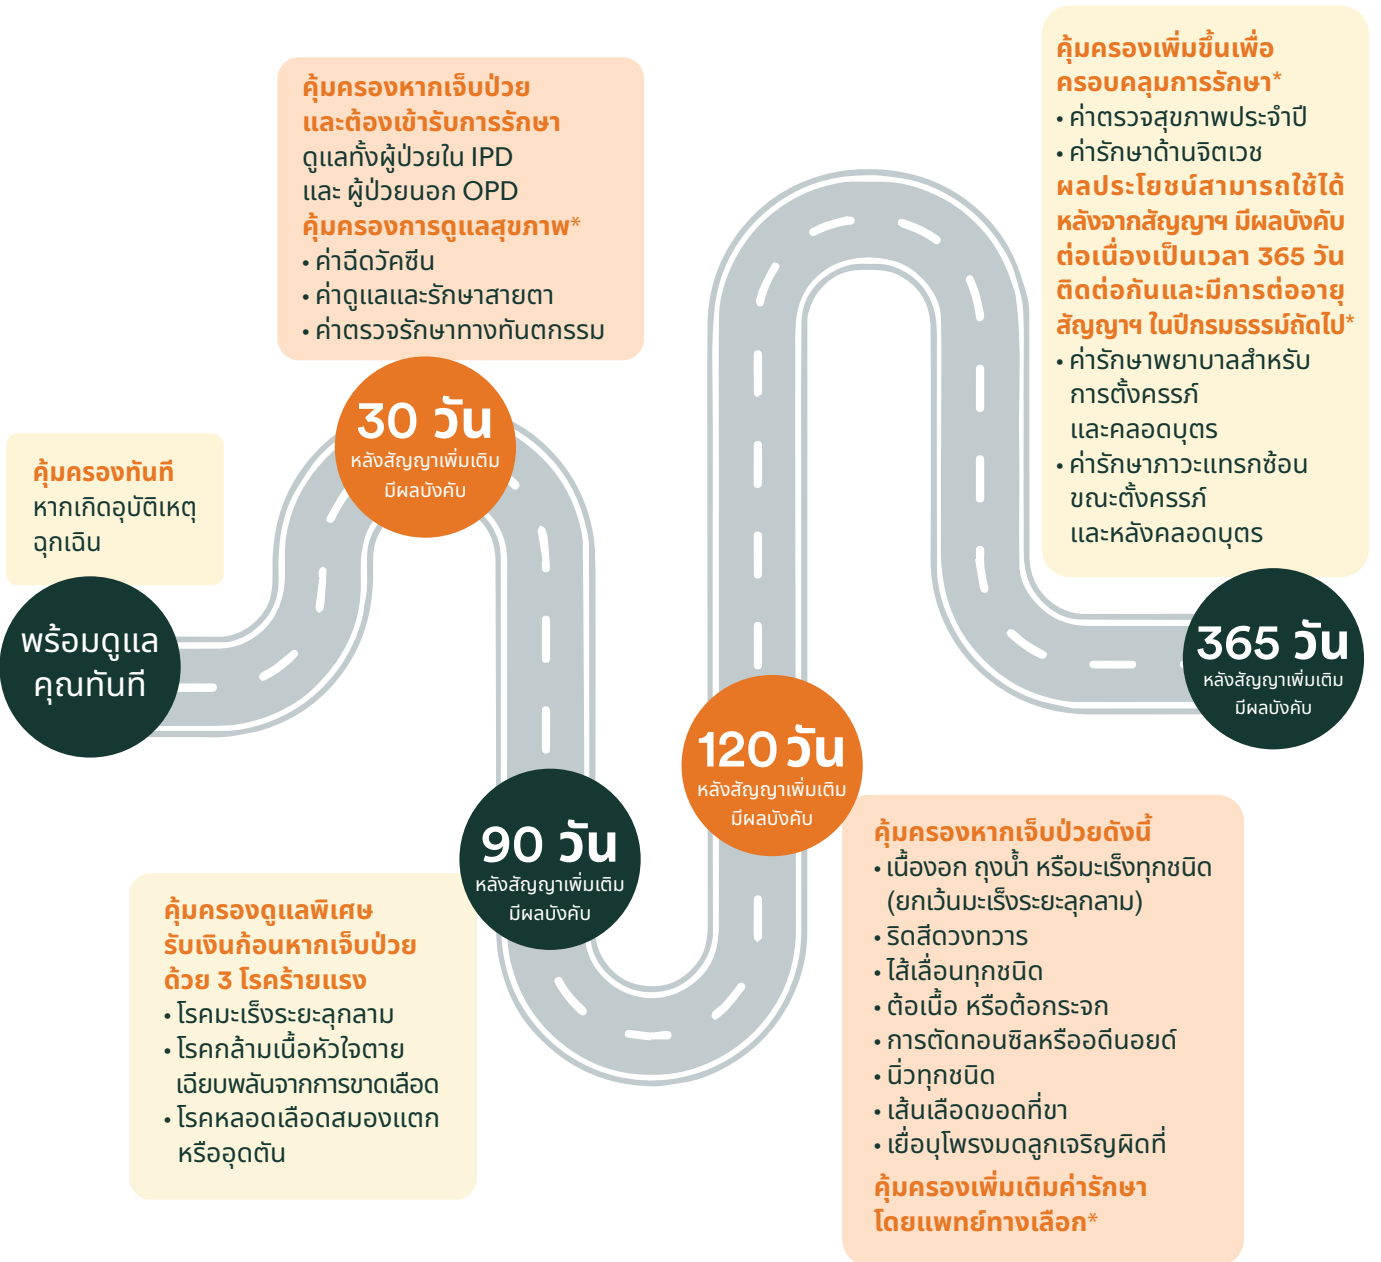 คุ้มครองทันที
หากเกิดอุบัติเหตุ
ฉุกเฉิน
พร้อมดูแล
คุณทันที
คุ้มครองหากเจ็บป่วย
และต้องเข้ารับการรักษา
ดูแลทั้งผู้ป่วยใน IPD
และ ผู้ป่วยนอก OPD
คุ้มครองการดูแลสุขภาพ*
• ค่าฉีดวัคซีน
• ค่าดูแลและรักษาสายตา
• ค่าตรวจรักษาทางทันตกรรม
30 วัน
หลังสัญญาเพิ่มเติม
มีผลบังคับ
90 วัน
หลังสัญญาเพิ่มเติม
มีผลบังคับ
คุ้มครองดูแลพิเศษ
รับเงินก้อนหากเจ็บป่วย
ด้วย 3 โรคร้ายแรง
• โรคมะเร็งระยะลุกลาม
• โรคกล้ามเนื้อหัวใจตาย
เฉียบพลันจากการขาดเลือด
• โรคหลอดเลือดสมองแตก
หรืออุดตัน
120 วัน
หลังสัญญาเพิ่มเติม
มีผลบังคับ
คุ้มครองหากเจ็บป่วยดังนี้
• เนื้องอก ถุงน้ำ หรือมะเร็งทุกชนิด
(ยกเว้นมะเร็งระยะลุกลาม)
• ริดสีดวงทวาร
• ไส้เลื่อนทุกชนิด
• ต้อเนื้อ หรือต้อกระจก
• การตัดทอนซิลหรืออดีนอยด์
• นิ่วทุกชนิด
• เส้นเลือดขอดที่ขา
• เยื่อบุโพรงมดลูกเจริญผิดที่
คุ้มครองเพิ่มเติมค่ารักษา
โดยแพทย์ทางเลือก*
คุ้มครองเพิ่มขึ้นเพื่อ
ครอบคลุมการรักษา*
• ค่าตรวจสุขภาพประจำปี
• ค่ารักษาด้านจิตเวช
ผลประโยชน์สามารถใช้ได้
หลังจากสัญญาฯ มีผลบังคับ
ต่อเนื่องเป็นเวลา 365 วัน
ติดต่อกันและมีการต่ออายุ
สัญญาฯ ในปีกรมธรรม์ถัดไป*
• ค่ารักษาพยาบาลสำหรับ
การตั้งครรภ์
และคลอดบุตร
• ค่ารักษาภาวะแทรกซ้อน
ขณะตั้งครรภ์
และหลังคลอดบุตร
365 วัน
หลังสัญญาเพิ่มเติม
มีผลบังคับ